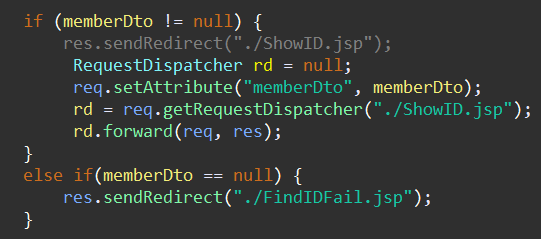 if (memberDto != null) {
res.sendRedirect("./ShowID.jsp");
RequestDispatcher rd = null;
req.setAttribute("memberDto", memberDto);
rd = req.getRequestDispatcher("./ShowID.jsp");
rd.forward(req, res);
}
else if(memberDto == null) {
res.sendRedirect("./FindIDFail.jsp");
}